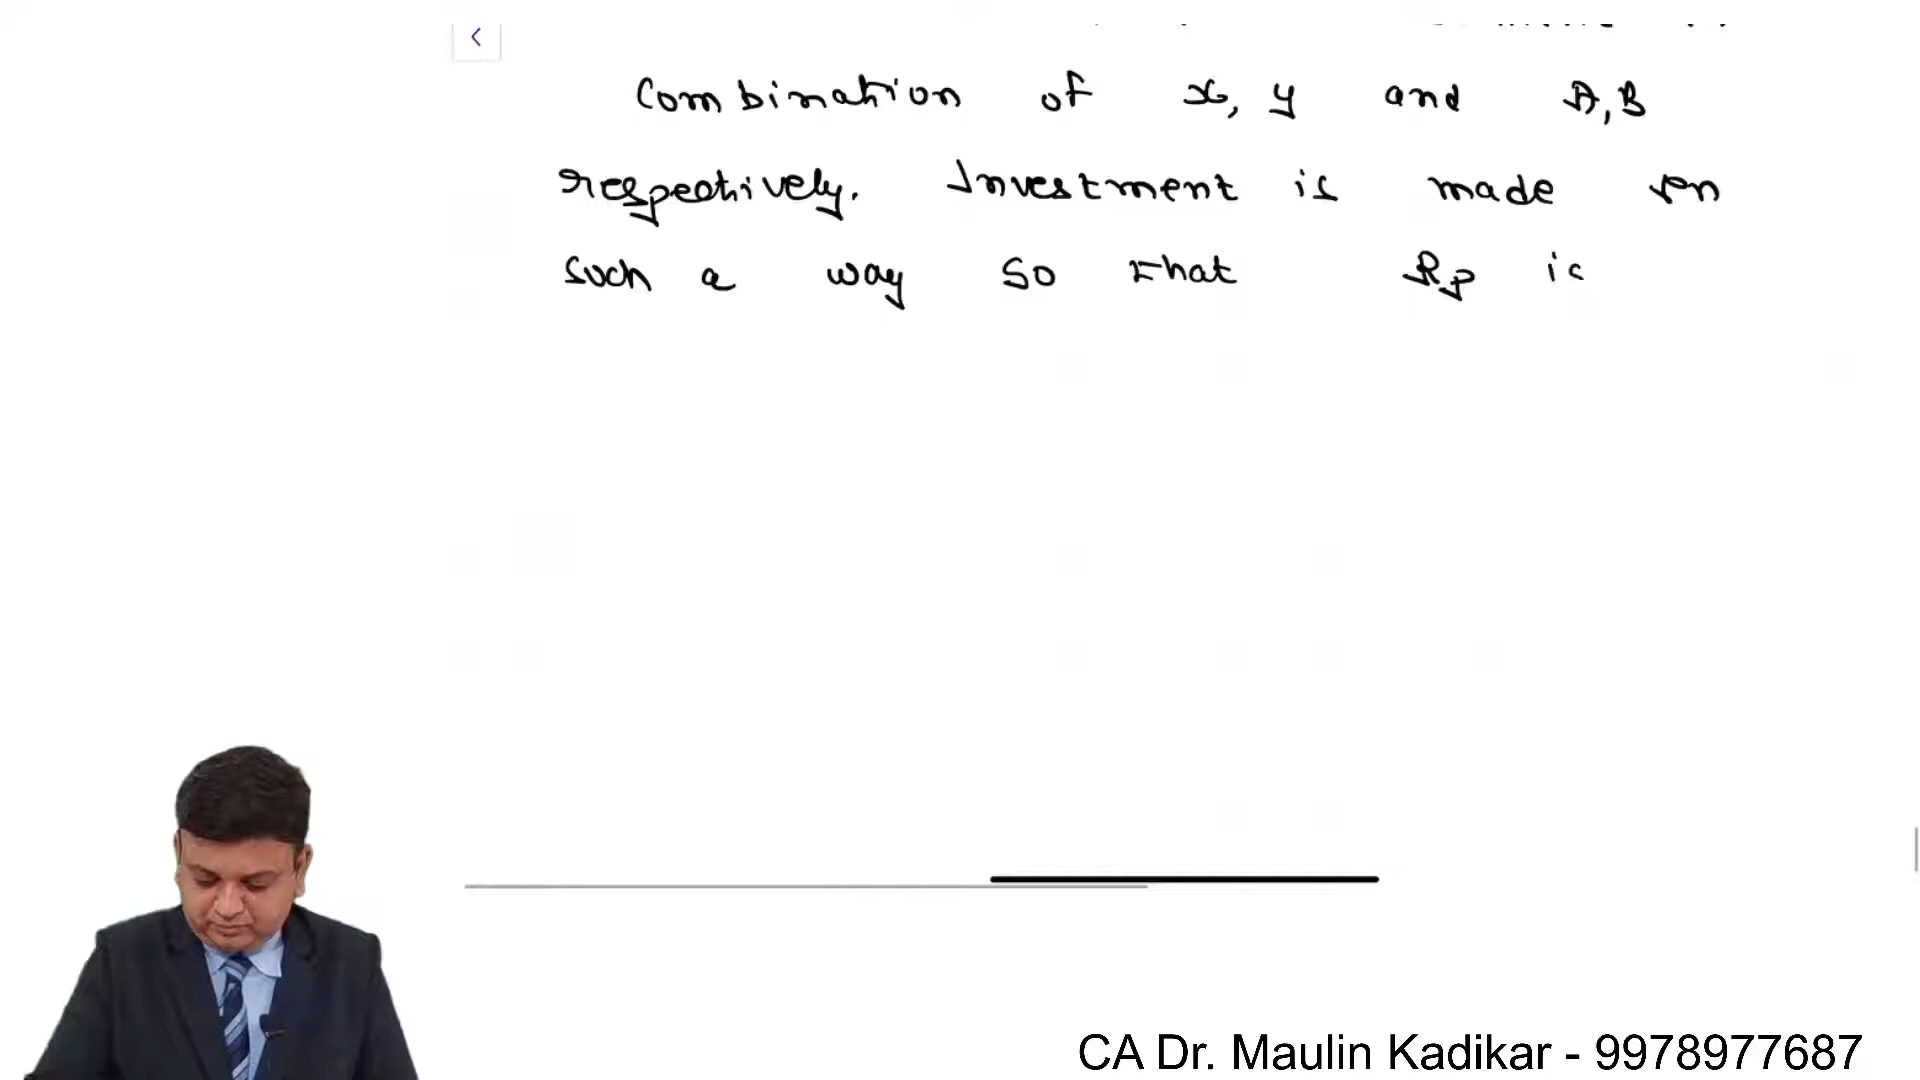 Combination of x, y and A, B
respectively. Investment is made in
such a way so that Rp is
CA Dr. Maulin Kadikar - 9978977687